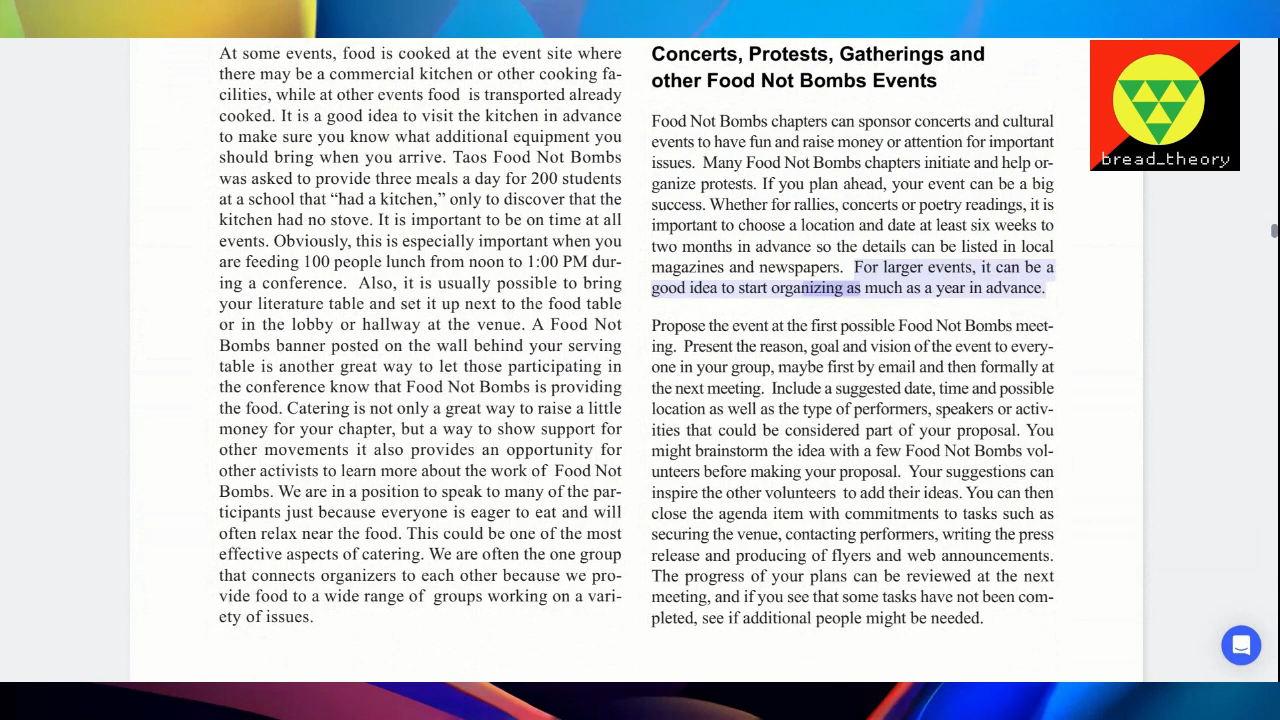 At some events, food is cooked at the event site where
there may be a commercial kitchen or other cooking fa-
cilities, while at other events food is transported already
cooked. It is a good idea to visit the kitchen in advance
to make sure you know what additional equipment you
should bring when you arrive. Taos Food Not Bombs
was asked to provide three meals a day for 200 students
at a school that “had a kitchen,” only to discover that the
kitchen had no stove. It is important to be on time at all
events. Obviously, this is especially important when you
are feeding 100 people lunch from noon to 1:00 PM dur-
ing a conference. Also, it is usually possible to bring
your literature table and set it up next to the food table
or in the lobby or hallway at the venue. A Food Not
Bombs banner posted on the wall behind your serving
table is another great way to let those participating in
the conference know that Food Not Bombs is providing
the food. Catering is not only a great way to raise a little
money for your chapter, but a way to show support for
other movements it also provides an opportunity for
other activists to learn more about the work of Food Not
Bombs. We are in a position to speak to many of the par-
ticipants just because everyone is eager to eat and will
often relax near the food. This could be one of the most
effective aspects of catering. We are often the one group
that connects organizers to each other because we pro-
vide food to a wide range of groups working on a vari-
ety of issues.
Concerts, Protests, Gatherings and
other Food Not Bombs Events
Food Not Bombs chapters can sponsor concerts and cultural
events to have fun and raise money or attention for important
issues. Many Food Not Bombs chapters initiate and help or-
ganize protests. If you plan ahead, your event can be a big
success. Whether for rallies, concerts or poetry readings, it is
important to choose a location and date at least six weeks to
two months in advance so the details can be listed in local
magazines and newspapers. For larger events, it can be a
good idea to start organizing as much as a year in advance.
Propose the event at the first possible Food Not Bombs meet-
ing. Present the reason, goal and vision of the event to every-
one in your group, maybe first by email and then formally at
the next meeting. Include a suggested date, time and possible
location as well as the type of performers, speakers or activ-
ities that could be considered part of your proposal. You
might brainstorm the idea with a few Food Not Bombs vol-
unteers before making your proposal. Your suggestions can
inspire the other volunteers to add their ideas. You can then
close the agenda item with commitments to tasks such as
securing the venue, contacting performers, writing the press
release and producing of flyers and web announcements.
The progress of your plans can be reviewed at the next
meeting, and if you see that some tasks have not been com-
pleted, see if additional people might be needed.
bread_theory